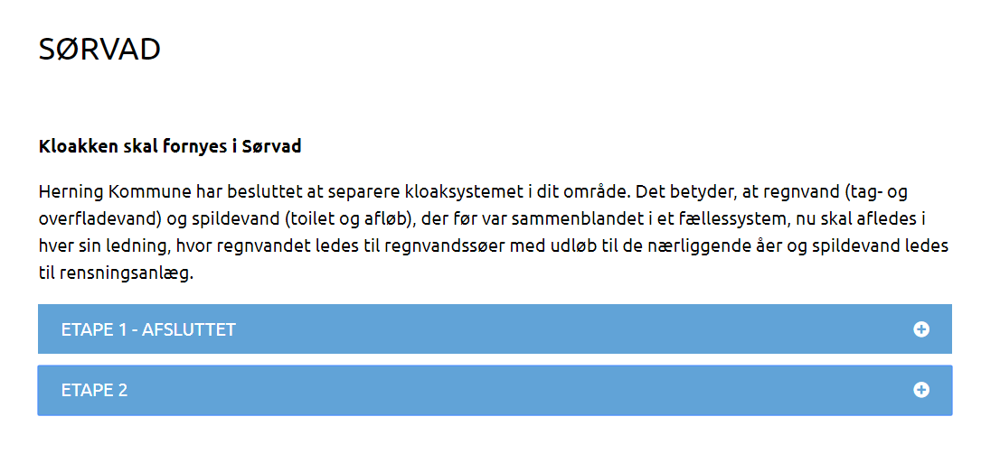 SØRVAD
Kloakken skal fornyes i Sørvad
Herning Kommune har besluttet at separere kloaksystemet i dit område. Det betyder, at regnvand (tag- og
overfladevand) og spildevand (toilet og afløb), der før var sammenblandet i et fællessystem, nu skal afledes i
hver sin ledning, hvor regnvandet ledes til regnvandssøer med udløb til de nærliggende åer og spildevand ledes
til rensningsanlæg.
ETAPE 1 - AFSLUTTET
ETAPE 2